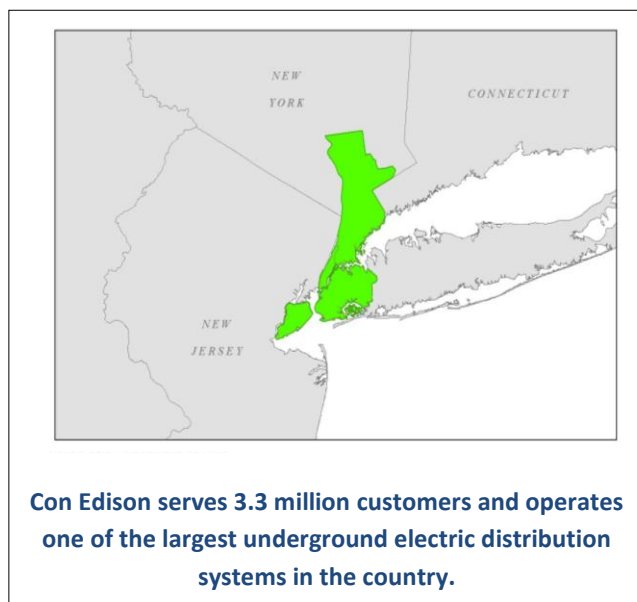 NEW
YORK
CONNECTICUT
NEW
JERSEY
Con Edison serves 3.3 million customers and operates
one of the largest underground electric distribution
systems in the country.